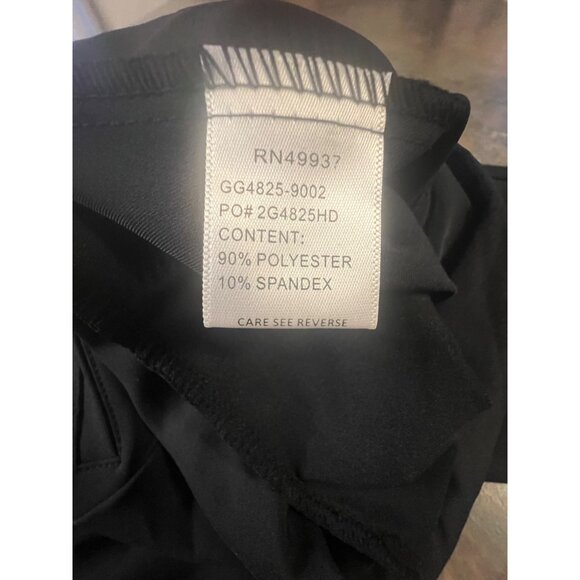 RN49937
GG4825-9002
PO# 2G4825HD
CONTENT:
90% POLYESTER
10% SPANDEX
CARE SEE REVERSE